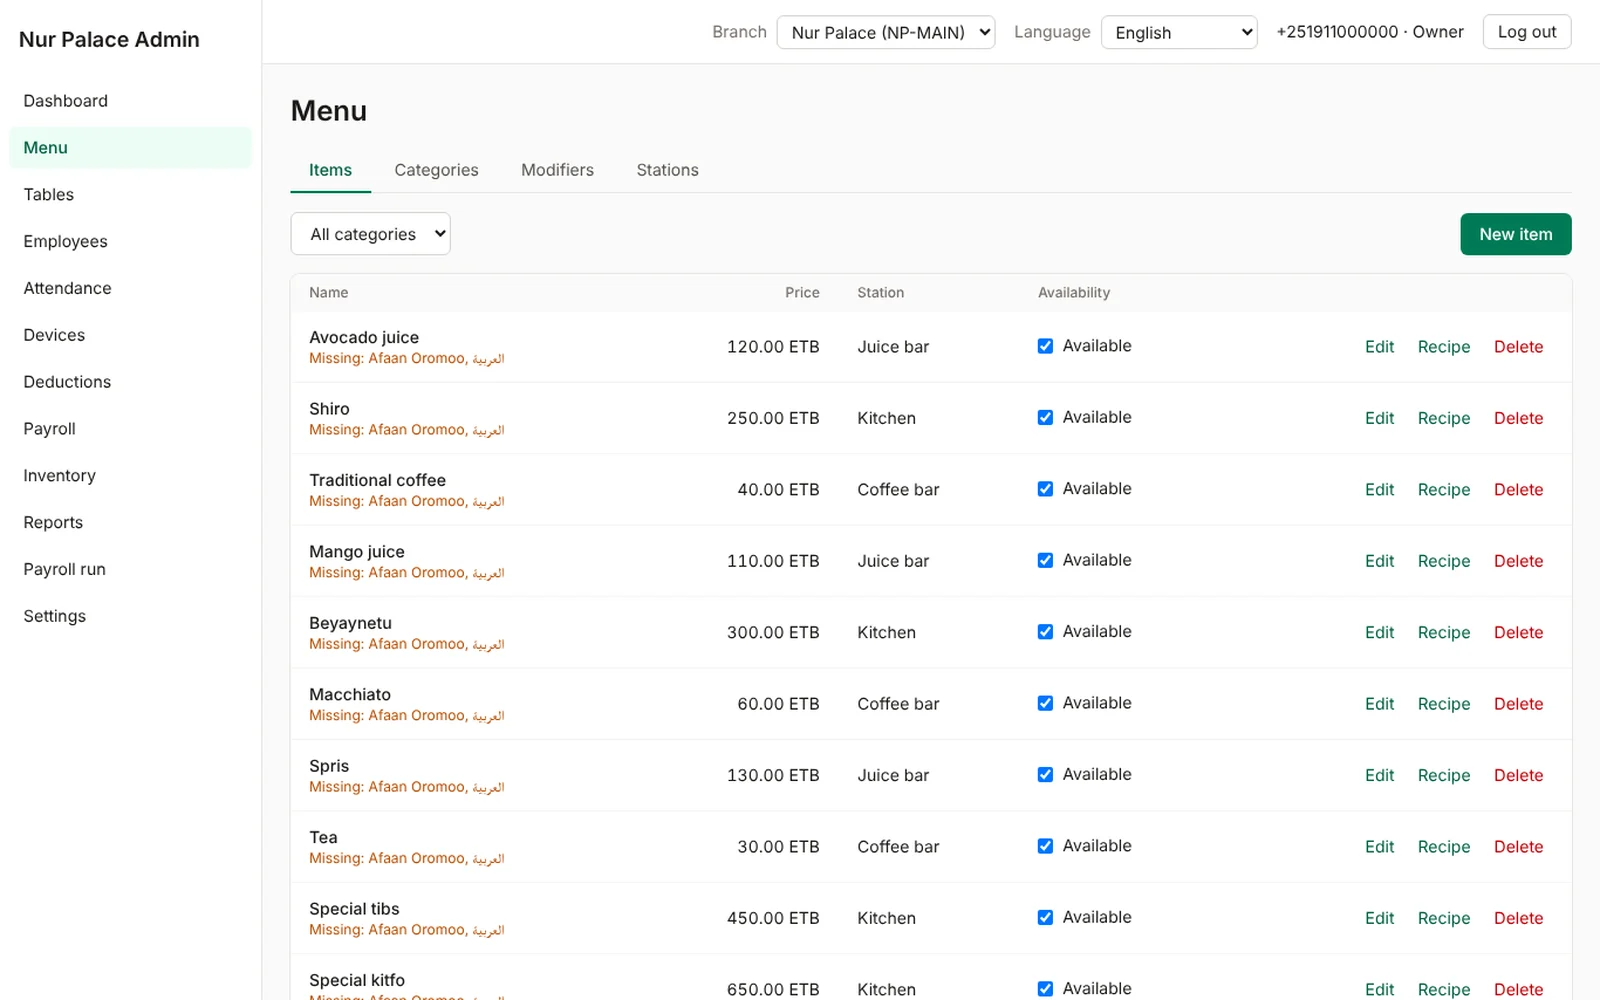 Nur Palace Admin
Branch Nur Palace (NP-MAIN) Language English +251911000000 · Owner Log out
Dashboard
Menu
Tables
Employees
Attendance
Devices
Deductions
Payroll
Inventory
Reports
Payroll run
Settings
Menu
Items Categories Modifiers Stations
All categories New item
Name Price Station Availability
Avocado juice
Missing: Afaan Oromoo, العربية
120.00 ETB Juice bar Available Edit Recipe Delete
Shiro
Missing: Afaan Oromoo, العربية
250.00 ETB Kitchen Available Edit Recipe Delete
Traditional coffee
Missing: Afaan Oromoo, العربية
40.00 ETB Coffee bar Available Edit Recipe Delete
Mango juice
Missing: Afaan Oromoo, العربية
110.00 ETB Juice bar Available Edit Recipe Delete
Beyaynetu
Missing: Afaan Oromoo, العربية
300.00 ETB Kitchen Available Edit Recipe Delete
Macchiato
Missing: Afaan Oromoo, العربية
60.00 ETB Coffee bar Available Edit Recipe Delete
Spris
Missing: Afaan Oromoo, العربية
130.00 ETB Juice bar Available Edit Recipe Delete
Tea
Missing: Afaan Oromoo, العربية
30.00 ETB Coffee bar Available Edit Recipe Delete
Special tibs
Missing: Afaan Oromoo, العربية
450.00 ETB Kitchen Available Edit Recipe Delete
Special kitfo
650.00 ETB Kitchen Available Edit Recipe Delete